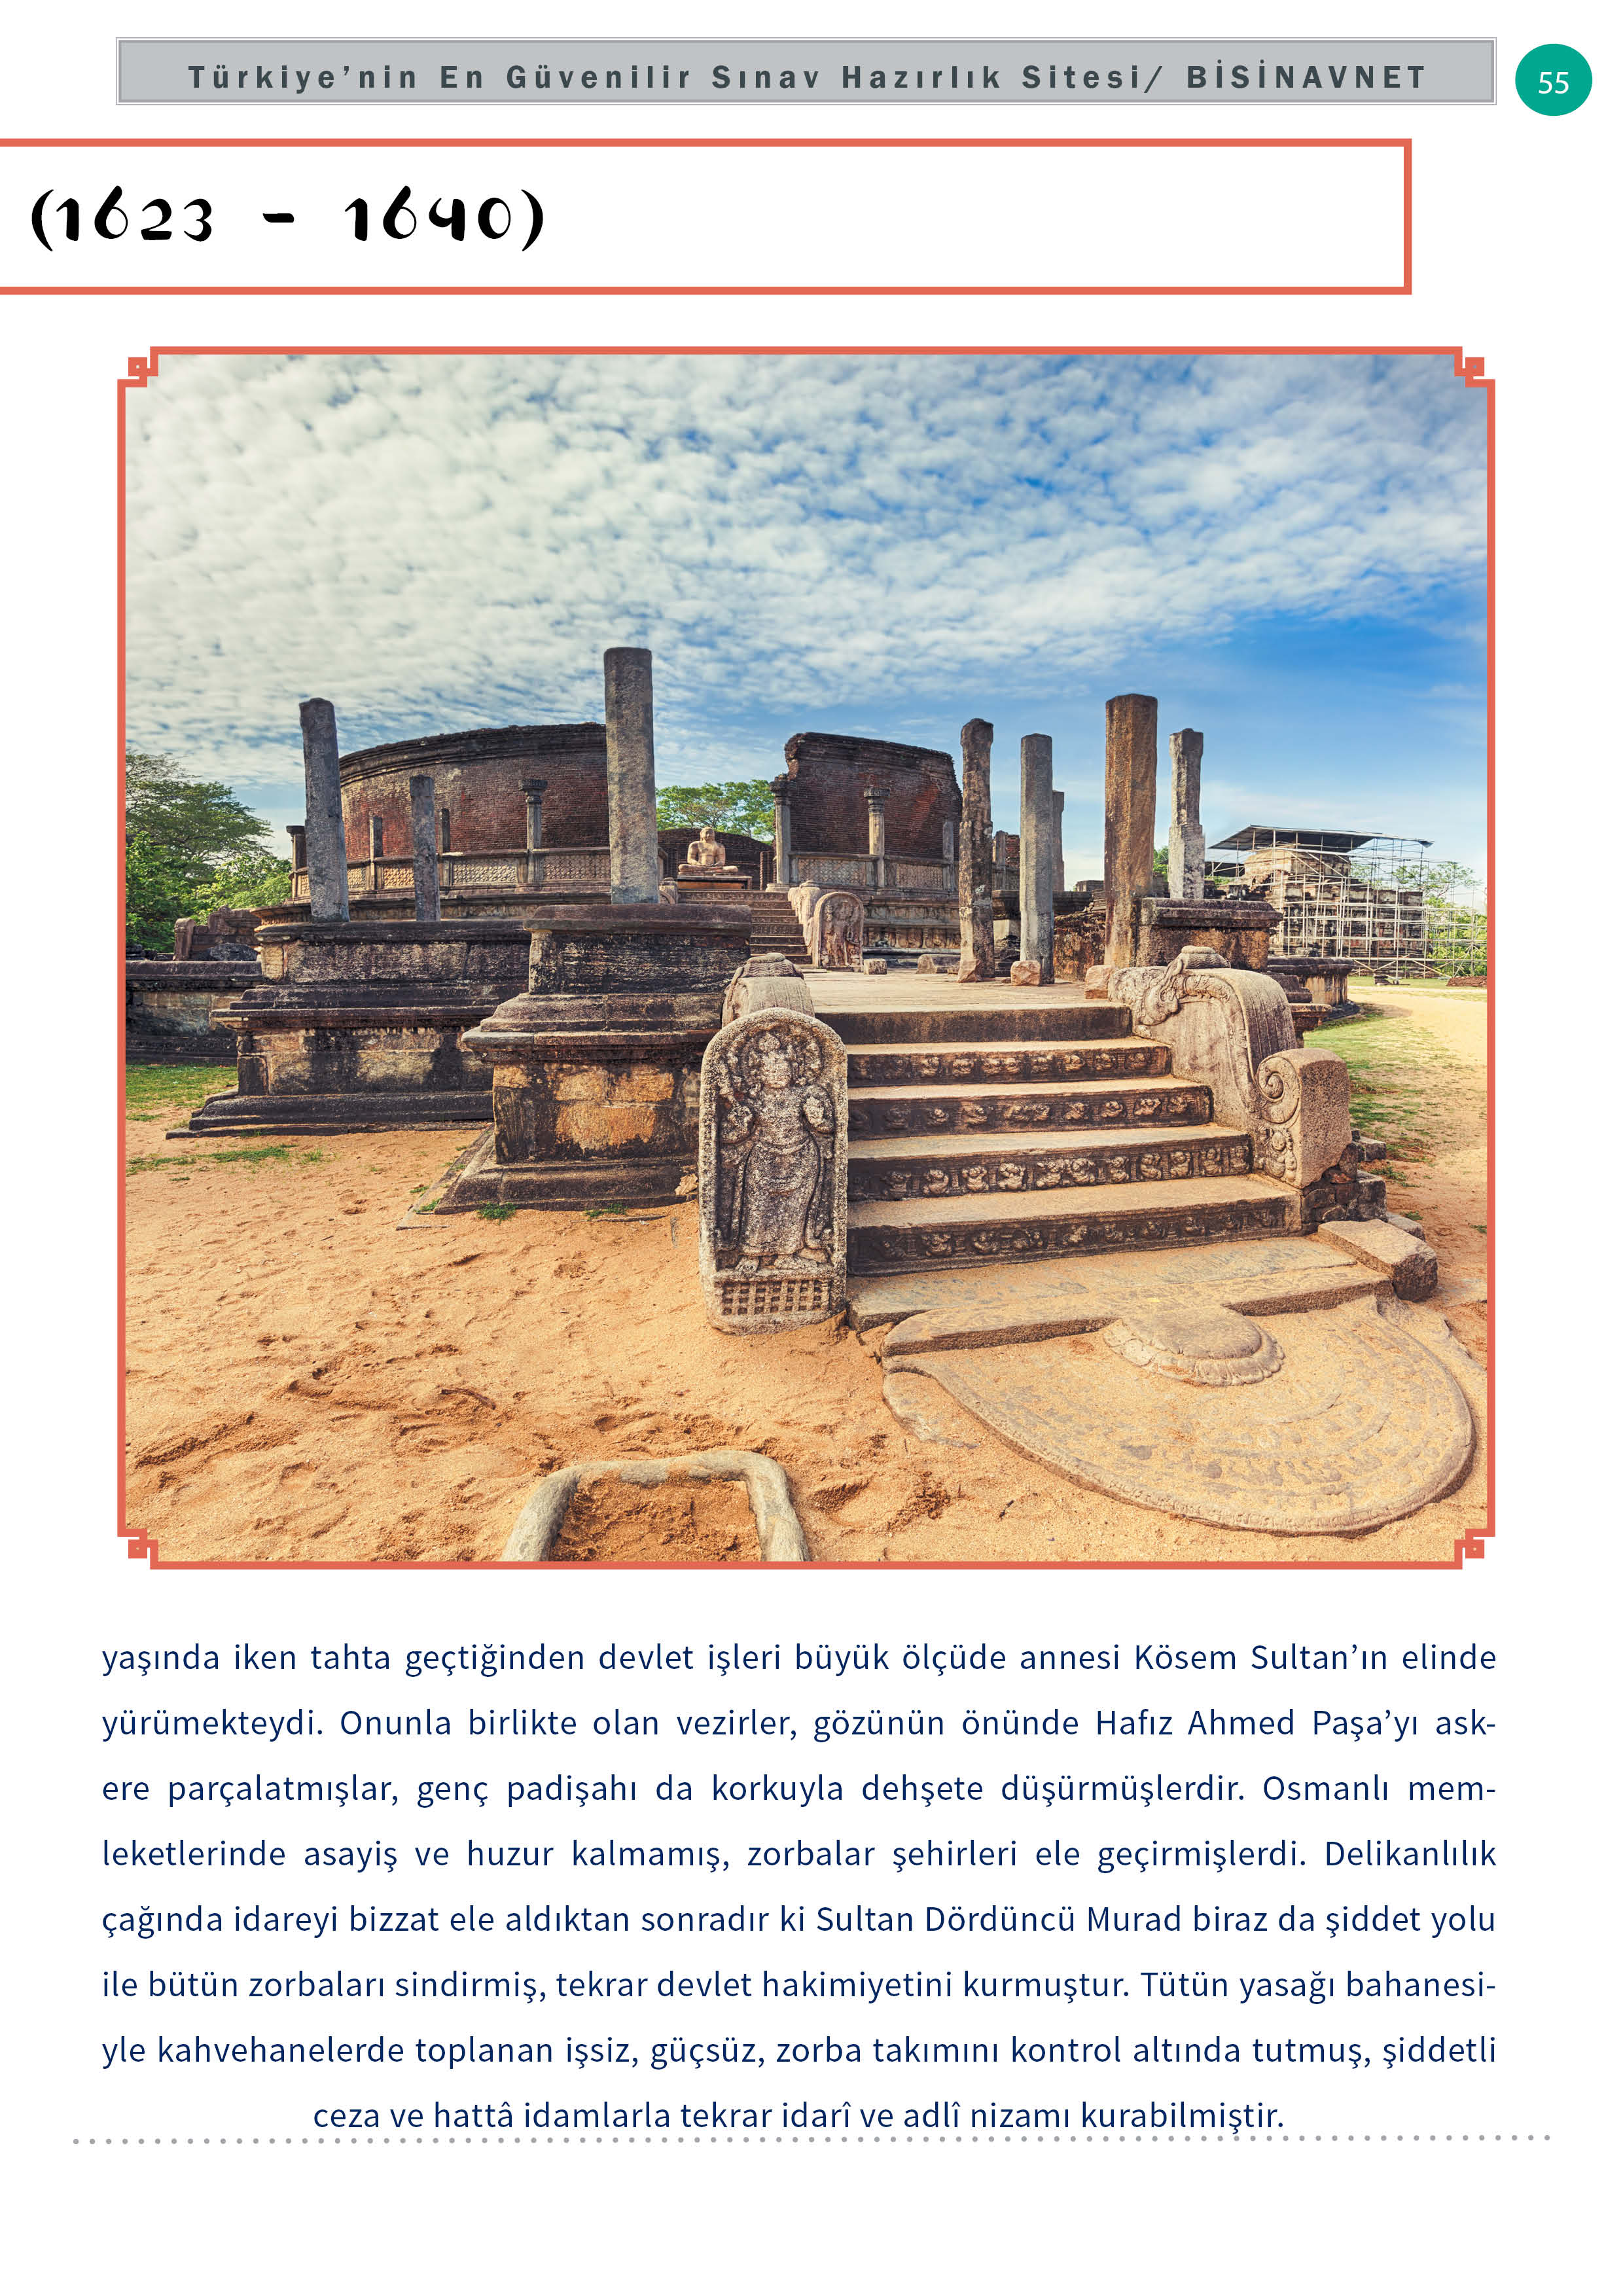 Türkiye’nin En Güvenilir Sınav Hazırlık Sitesi/ BİSİNAVNET
55
(1623 - 1640)
yaşında iken tahta geçtiğinden devlet işleri büyük ölçüde annesi Kösem Sultan’ın elinde
yürümekteydi. Onunla birlikte olan vezirler, gözünün önünde Hafız Ahmed Paşa’yı ask-
ere parçalatmışlar, genç padişahı da korkuyla dehşete düşürmüşlerdir. Osmanlı mem-
leketlerinde asayiş ve huzur kalmamış, zorbalar şehirleri ele geçirmişlerdi. Delikanlılık
çağında idareyi bizzat ele aldıktan sonradır ki Sultan Dördüncü Murad biraz da şiddet yolu
ile bütün zorbaları sindirmiş, tekrar devlet hakimiyetini kurmuştur. Tütün yasağı bahanesi-
yle kahvehanelerde toplanan işsiz, güçsüz, zorba takımını kontrol altında tutmuş, şiddetli
ceza ve hattâ idamlarla tekrar idarî ve adlî nizamı kurabilmiştir.